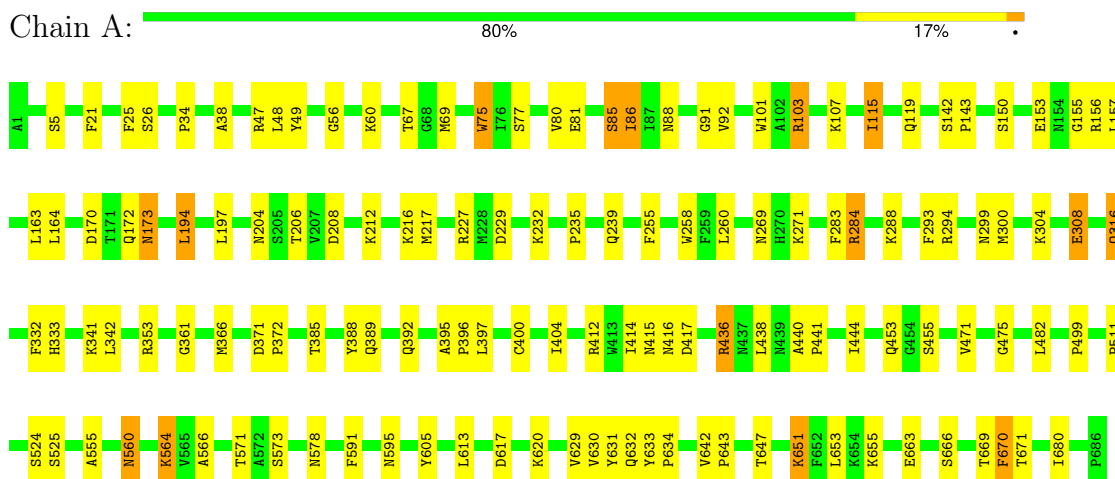 Chain A:
80% 17% •
A1 S5 F21 F25 S26 P34 A38 R47 L48 Y49 G56 K60 T67 G68 M69 W75 I76 S77 V80 E81 S85 I86 I87 N88 G91 V92 W101 A102 R103 K107 I115 Q119 S142 P143 S150 E153 N154 G155 R156
L163 L164 D170 T171 Q172 N173 L194 L197 N204 S205 T206 V207 D208 K212 K216 M217 R227 M228 D229 K232 P235 Q239 F255 W258 F259 L260 N269 H270 K271 F283 R284 K288 F293 R294 N299 M300 K304 E308
F332 H333 K341 L342 R353 G361 M366 D371 P372 T385 Y388 Q389 Q392 A395 P396 L397 C400 I404 R412 W413 I414 N415 N416 D417 R436 N437 L438 N439 A440 P441 I444 Q453 G454 S455 V471 G475 L482 P499
S524 S525 A555 N560 K564 V565 A566 T571 A572 S573 N578 F591 N595 Y605 L613 D617 K620 V629 V630 Y631 Q632 Y633 P634 V642 P643 T647 K651 F652 L653 K654 K655 E663 S666 T669 F670 T671 I680 P686